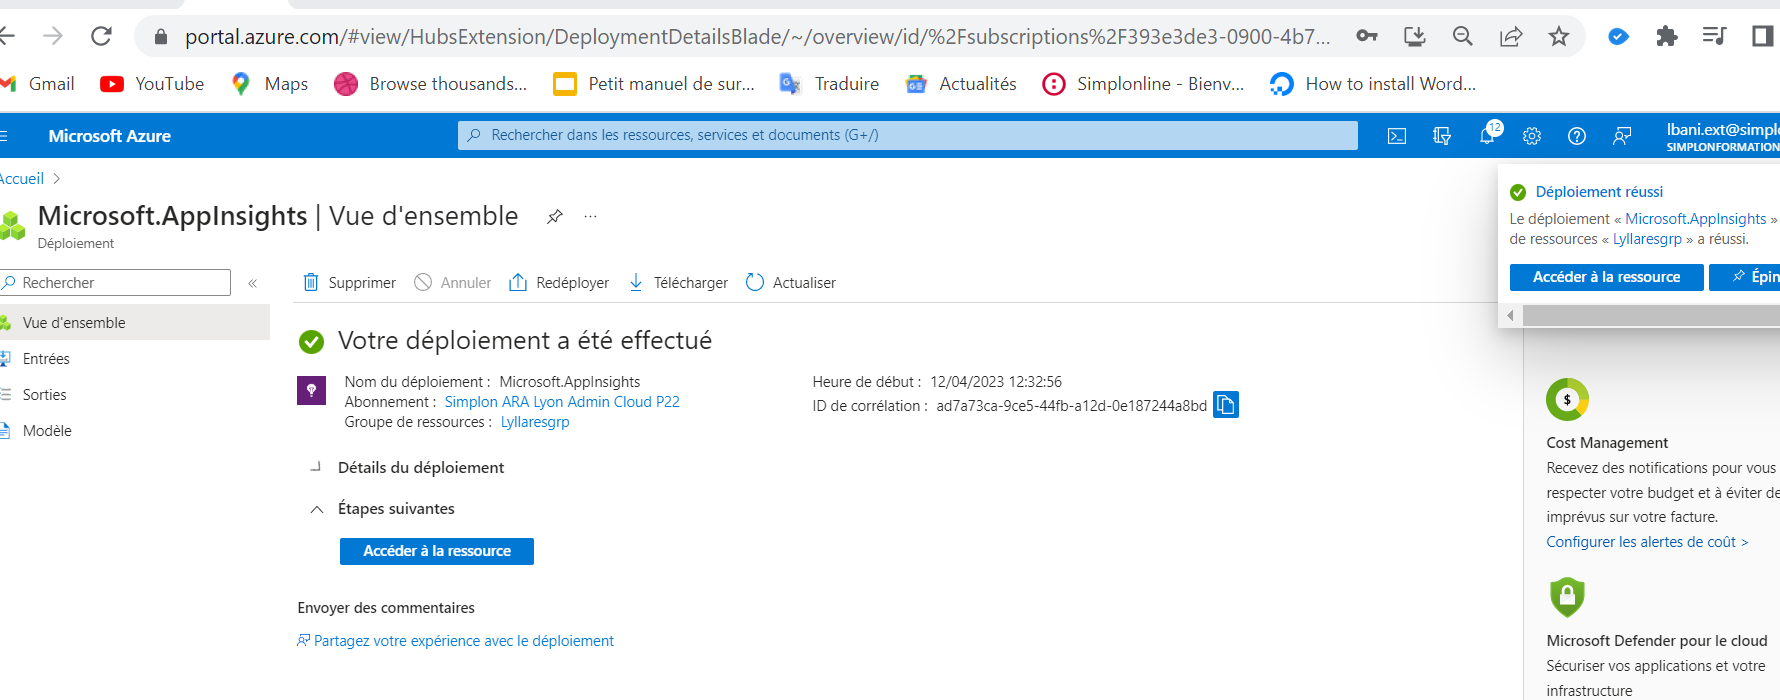 portal.azure.com/#view/HubsExtension/DeploymentDetailsBlade/~/overview/id/%2Fsubscriptions%2F393e3de3-0900-4b7...
Gmail YouTube Maps Browse thousands... Petit manuel de sur... Traduire Actualités Simplonline - Bienv... How to install Word...
Microsoft Azure Rechercher dans les ressources, services et documents (G+/) 12 lbani.ext@simplo
SIMPLONFORMATION
Accueil >
Microsoft.AppInsights | Vue d'ensemble ...
Déploiement
Déploiement réussi
Le déploiement « Microsoft.AppInsights »
de ressources « Lyllaresgrp » a réussi.
Accéder à la ressource Épin
Rechercher «
Supprimer Annuler Redéployer Télécharger Actualiser
Vue d'ensemble
Entrées
Sorties
Modèle
Votre déploiement a été effectué
Nom du déploiement : Microsoft.AppInsights
Abonnement : Simplon ARA Lyon Admin Cloud P22
Groupe de ressources : Lyllaresgrp
Heure de début : 12/04/2023 12:32:56
ID de corrélation : ad7a73ca-9ce5-44fb-a12d-0e187244a8bd
Détails du déploiement
Étapes suivantes
Accéder à la ressource
Envoyer des commentaires
Partagez votre expérience avec le déploiement
$
Cost Management
Recevez des notifications pour vous
respecter votre budget et à éviter de
imprévus sur votre facture.
Configurer les alertes de coût >
Microsoft Defender pour le cloud
Sécuriser vos applications et votre
infrastructure